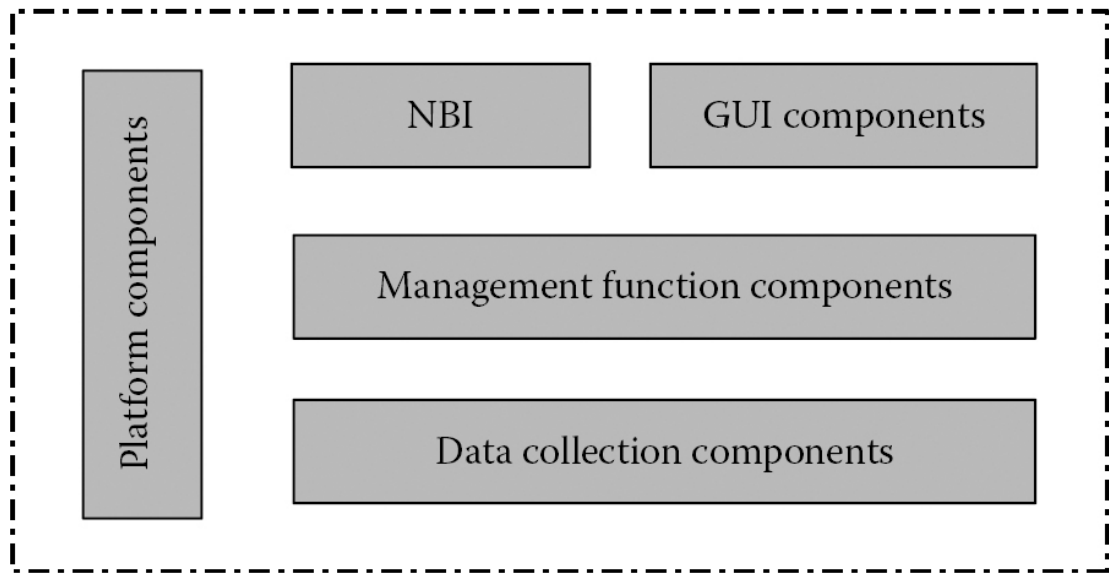 Platform components
NBI
GUI components
Management function components
Data collection components